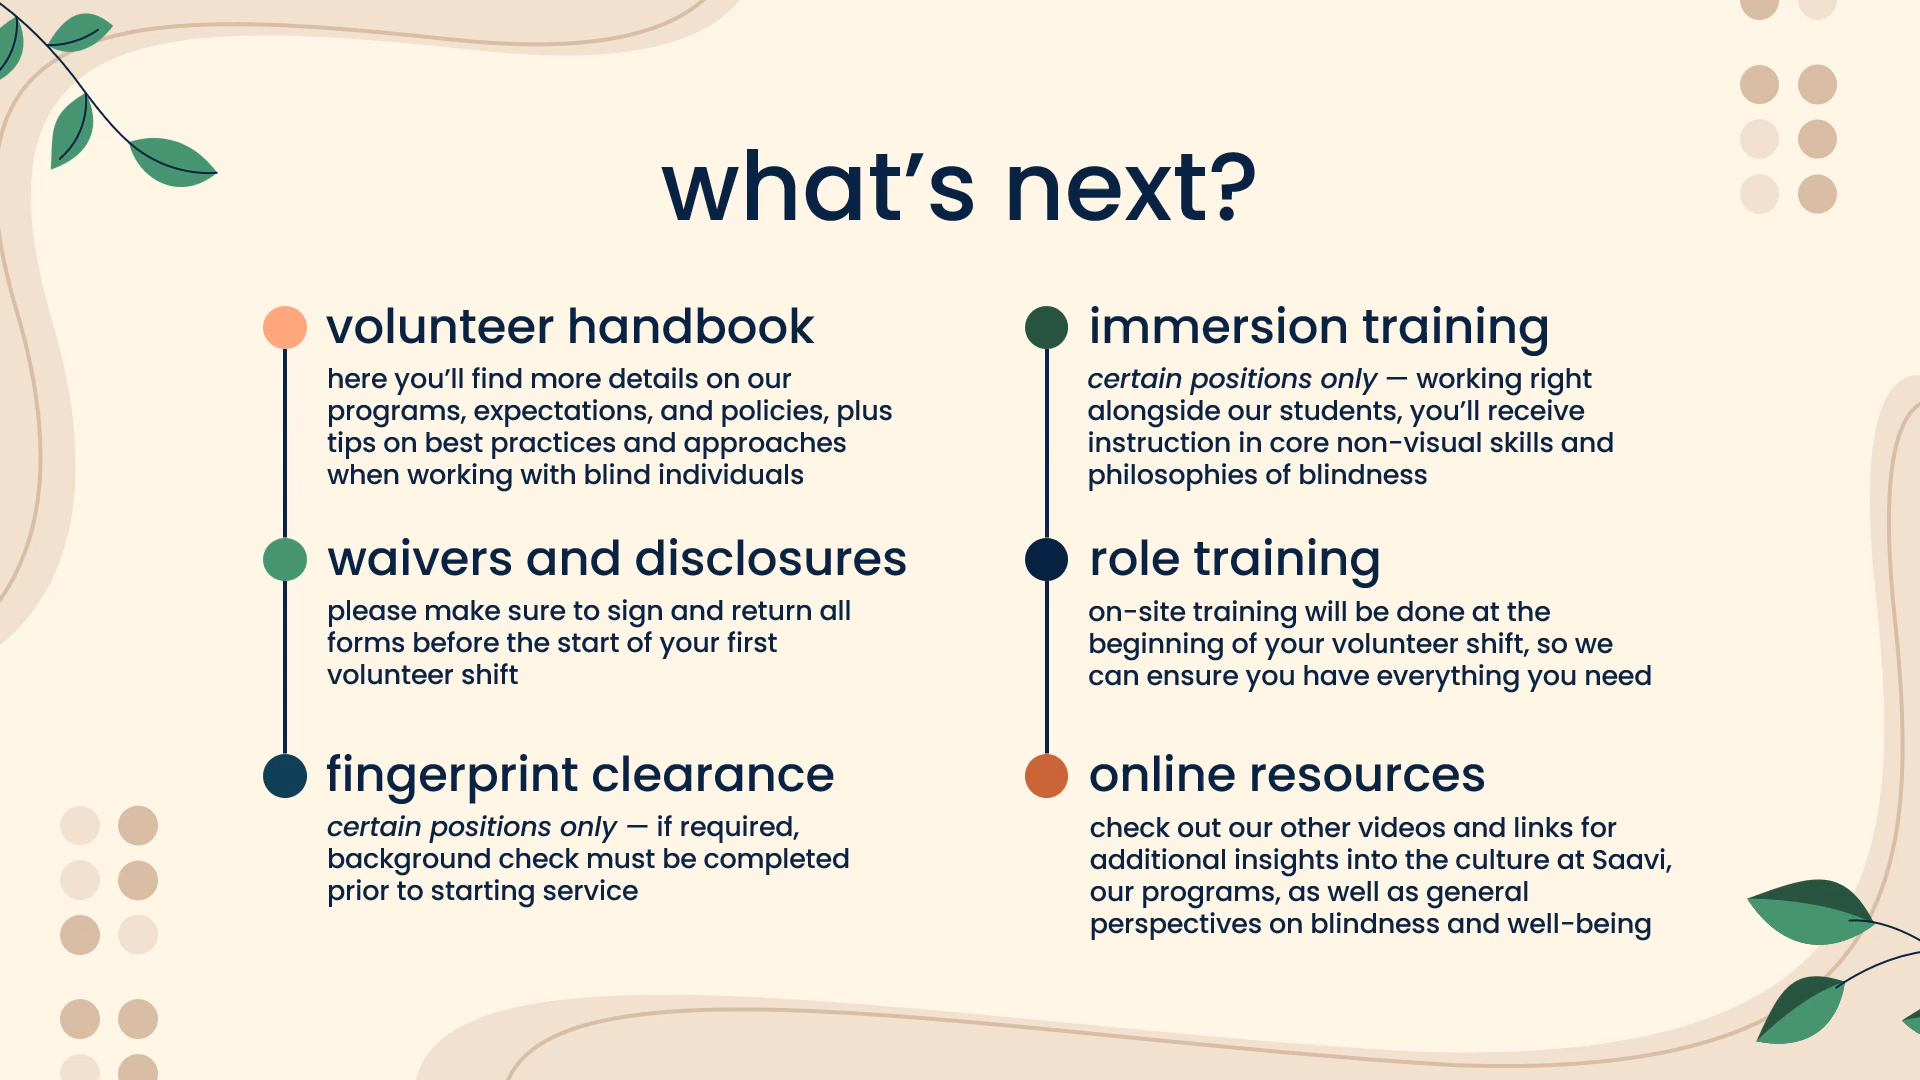 what’s next?
volunteer handbook
here you’ll find more details on our
programs, expectations, and policies, plus
tips on best practices and approaches
when working with blind individuals
waivers and disclosures
please make sure to sign and return all
forms before the start of your first
volunteer shift
fingerprint clearance
certain positions only — if required,
background check must be completed
prior to starting service
immersion training
certain positions only — working right
alongside our students, you’ll receive
instruction in core non-visual skills and
philosophies of blindness
role training
on-site training will be done at the
beginning of your volunteer shift, so we
can ensure you have everything you need
online resources
check out our other videos and links for
additional insights into the culture at Saavi,
our programs, as well as general
perspectives on blindness and well-being